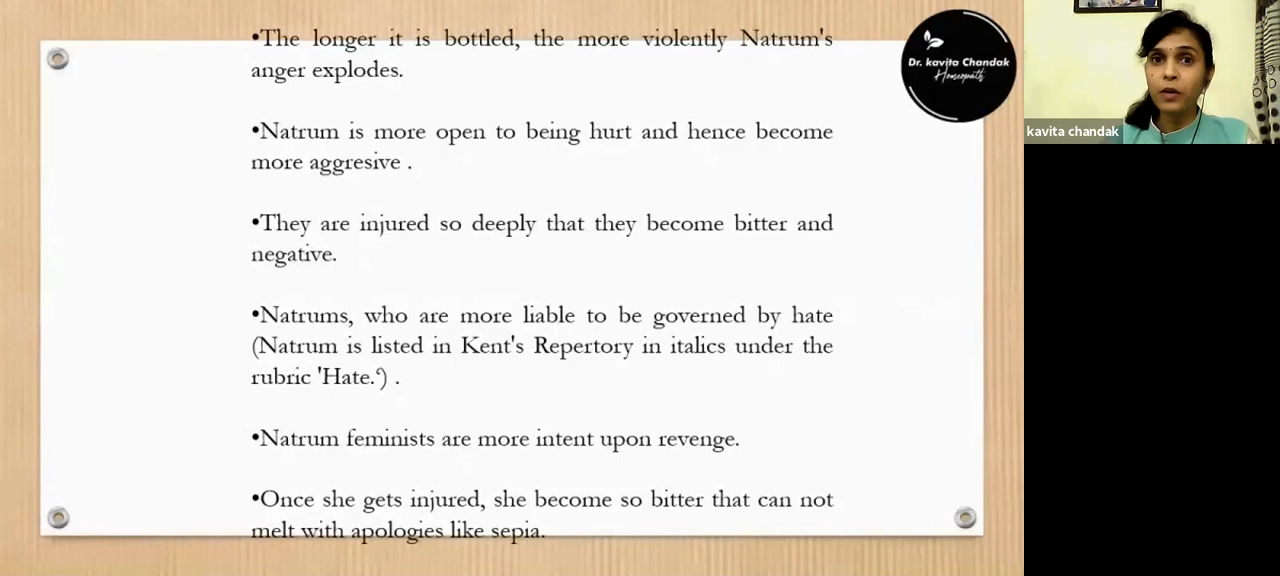 •The longer it is bottled, the more violently Natrum's
anger explodes.
•Natrum is more open to being hurt and hence become
more aggresive .
•They are injured so deeply that they become bitter and
negative.
•Natrums, who are more liable to be governed by hate
(Natrum is listed in Kent's Repertory in italics under the
rubric 'Hate.‘) .
•Natrum feminists are more intent upon revenge.
•Once she gets injured, she become so bitter that can not
melt with apologies like sepia.
Dr. kavita Chandak
Homeopath
kavita chandak